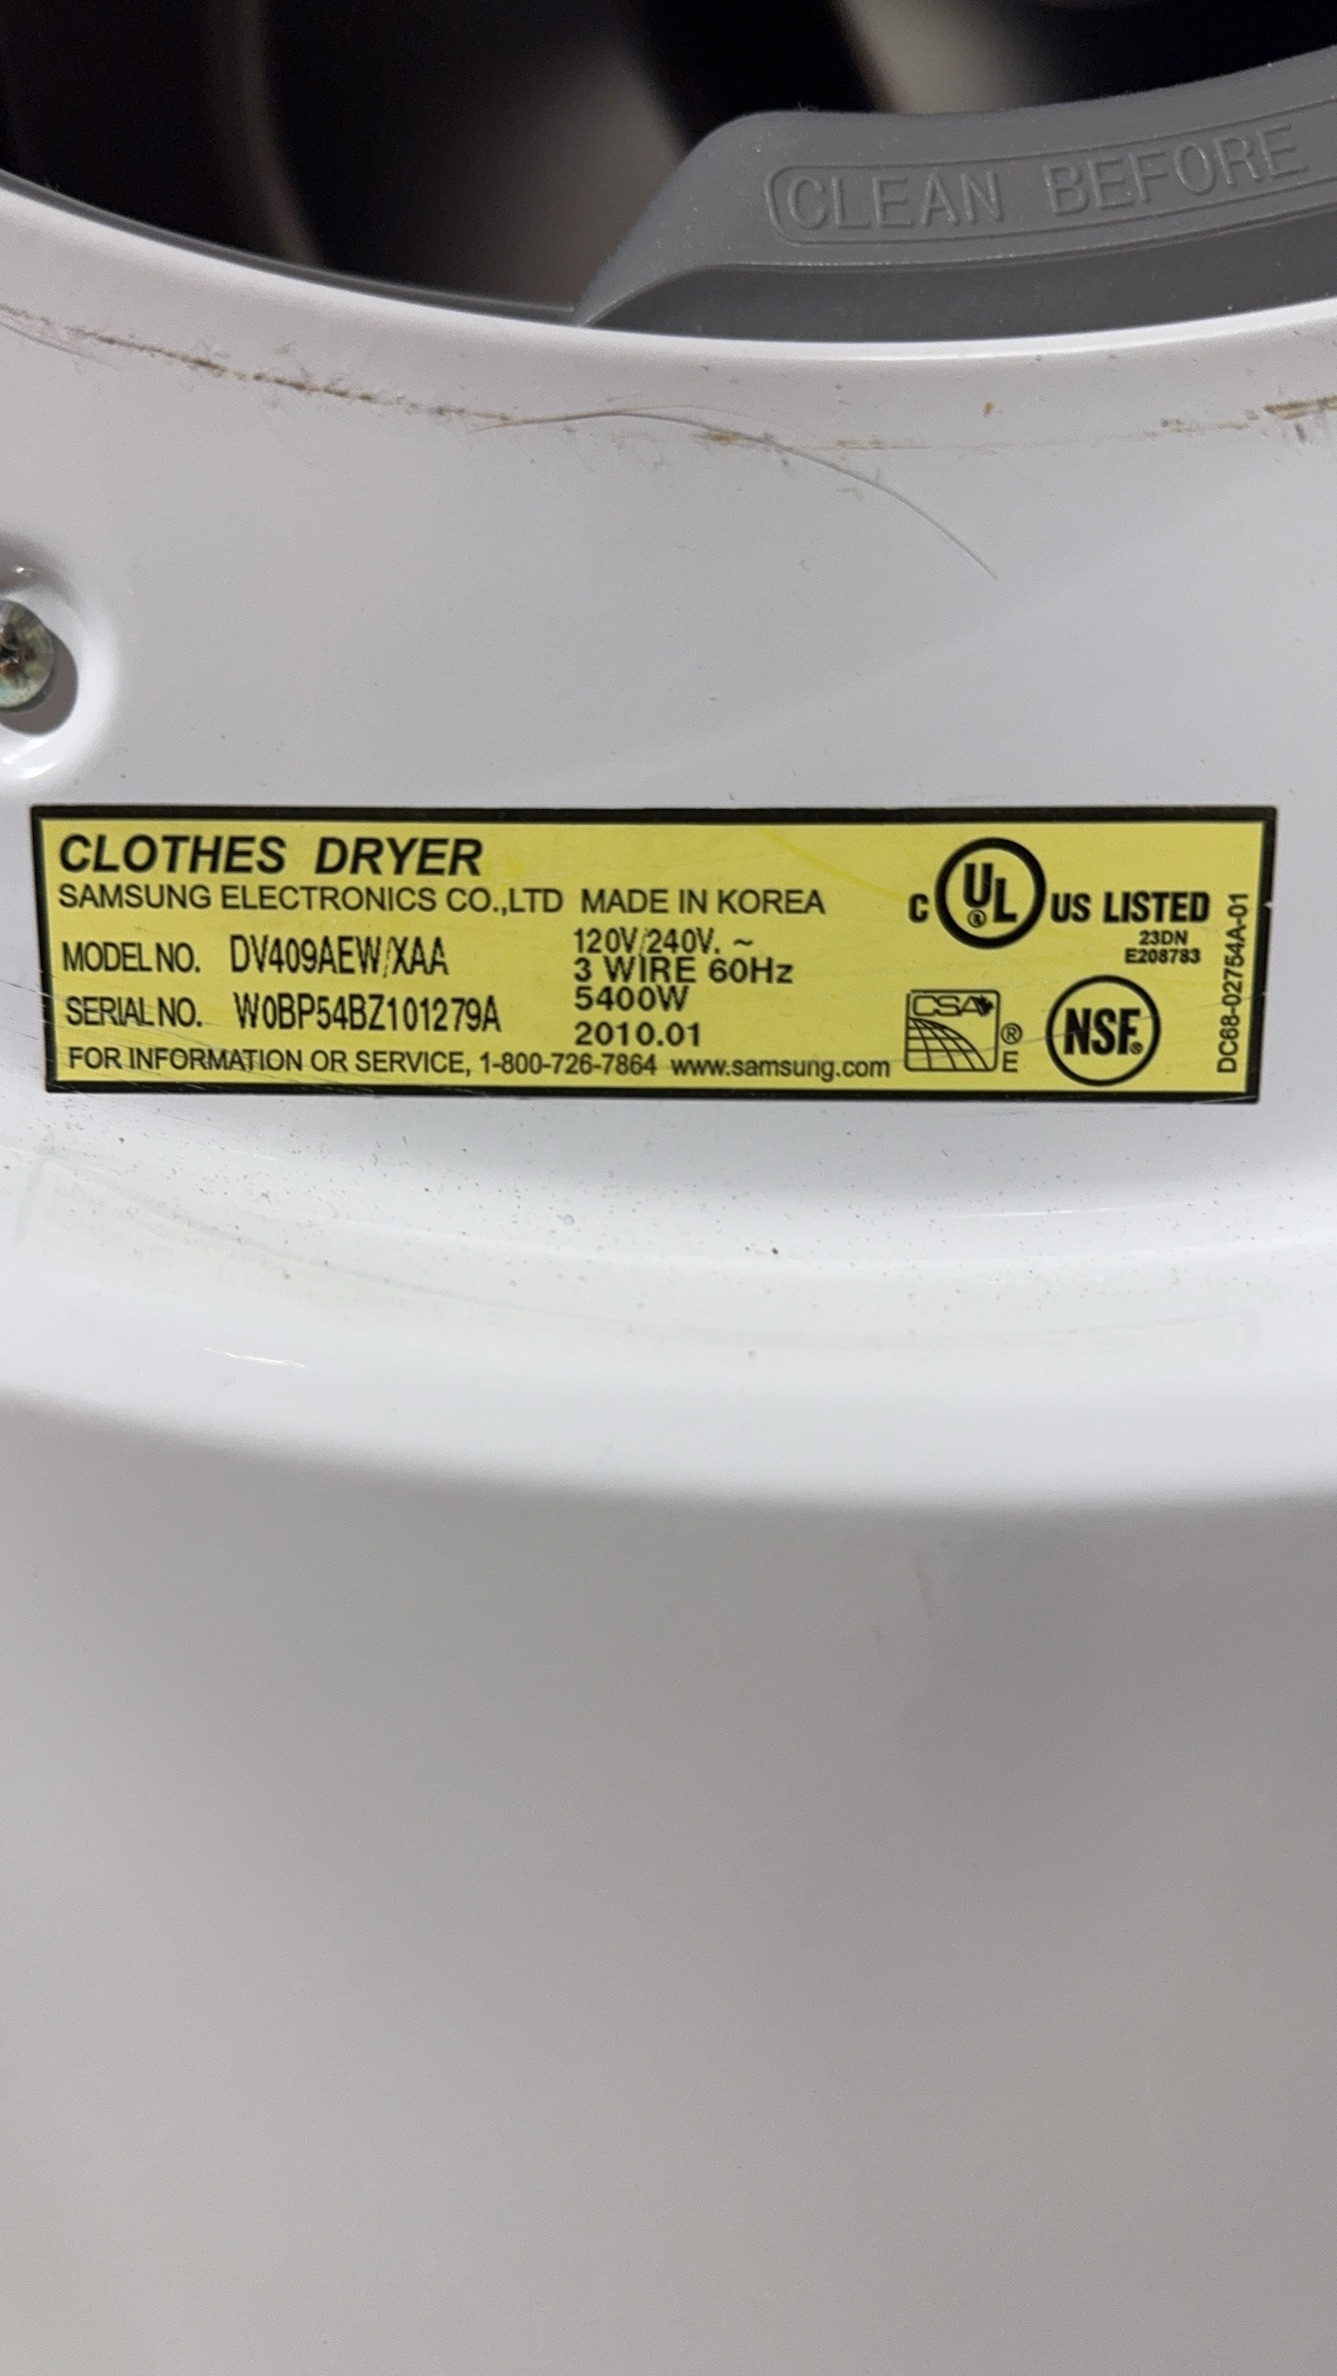 CLEAN BEFORE
CLOTHES DRYER
SAMSUNG ELECTRONICS CO.,LTD MADE IN KOREA
MODEL NO. DV409AEW/XAA
SERIAL NO. W0BP54BZ101279A
120V/240V. ~
3 WIRE 60Hz
5400W
2010.01
FOR INFORMATION OR SERVICE, 1-800-726-7864 www.samsung.com
C UL ® US LISTED
23DN
E208783
CSA ®
E
NSF®
DC68-02754A-01